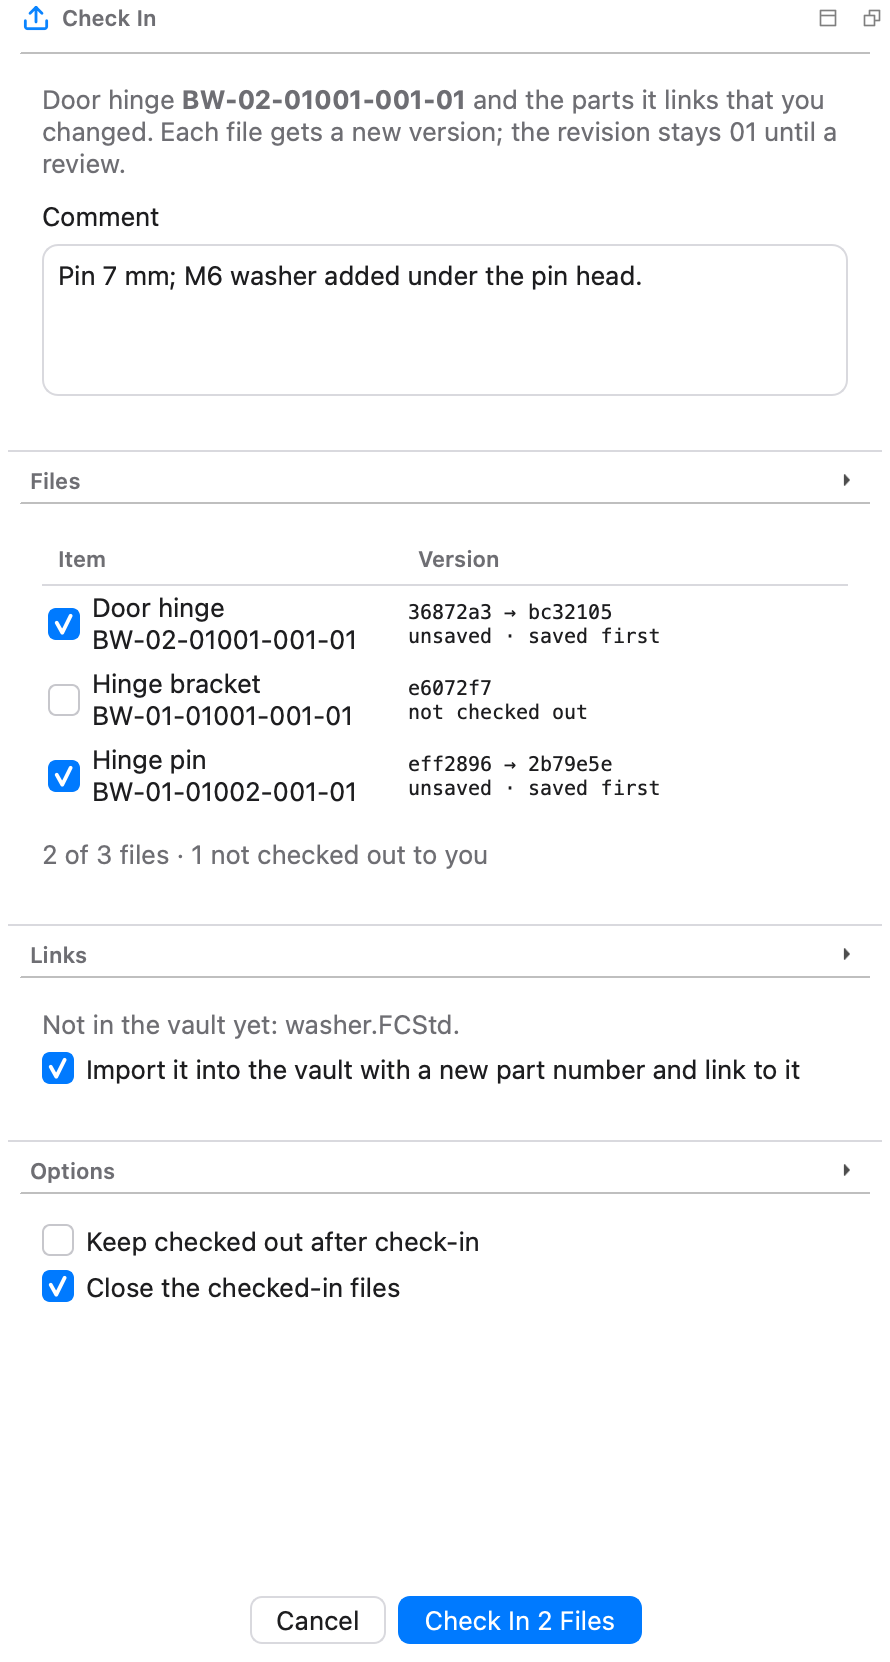 Check In
Door hinge BW-02-01001-001-01 and the parts it links that you
changed. Each file gets a new version; the revision stays 01 until a
review.
Comment
Pin 7 mm; M6 washer added under the pin head.
Files
Item Version
Door hinge
BW-02-01001-001-01
36872a3 → bc32105
unsaved · saved first
Hinge bracket
BW-01-01001-001-01
e6072f7
not checked out
Hinge pin
BW-01-01002-001-01
eff2896 → 2b79e5e
unsaved · saved first
2 of 3 files · 1 not checked out to you
Links
Not in the vault yet: washer.FCStd.
Import it into the vault with a new part number and link to it
Options
Keep checked out after check-in
Close the checked-in files
Cancel
Check In 2 Files